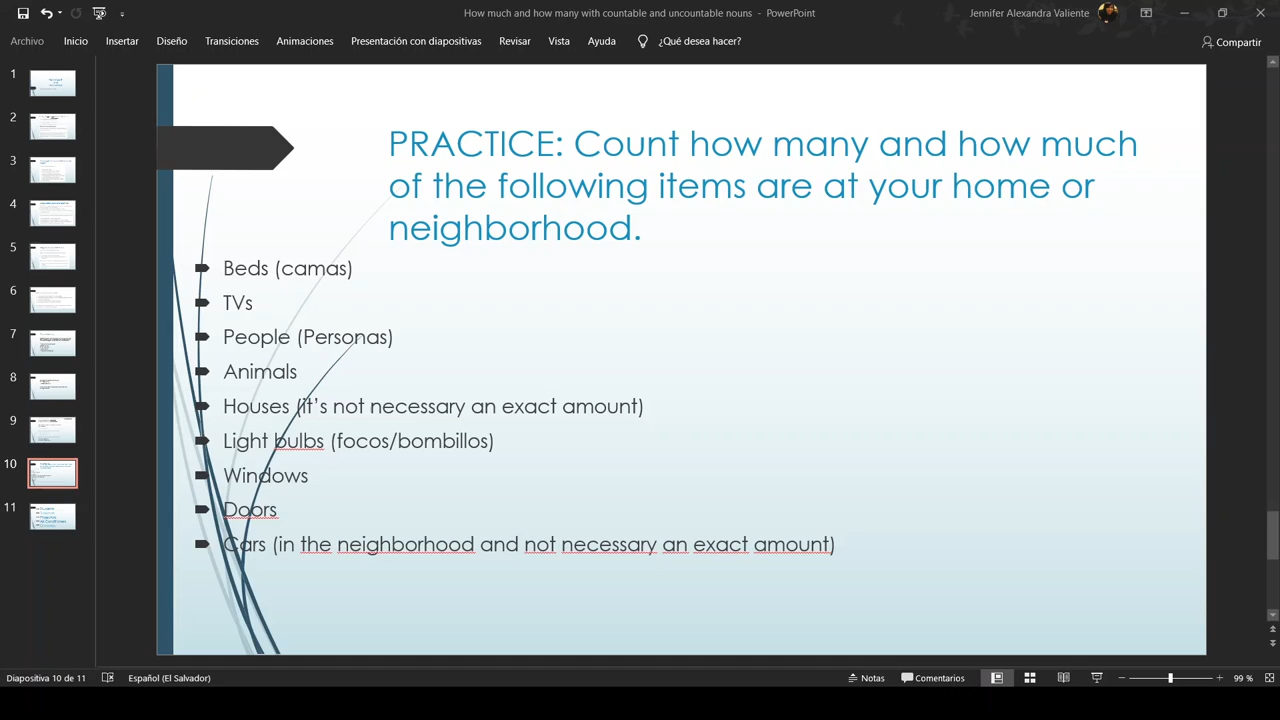 How much and how many with countable and uncountable nouns - PowerPoint
Jennifer Alexandra Valiente
Archivo Inicio Insertar Diseño Transiciones Animaciones Presentación con diapositivas Revisar Vista Ayuda ¿Qué desea hacer? Compartir
1
2
3
4
5
6
7
8
9
10
11
PRACTICE: Count how many and how much
of the following items are at your home or
neighborhood.
Beds (camas)
TVs
People (Personas)
Animals
Houses (it's not necessary an exact amount)
Light bulbs (focos/bombillos)
Windows
Doors
Cars (in the neighborhood and not necessary an exact amount)
Diapositiva 10 de 11 Español (El Salvador) Notas Comentarios 99 %